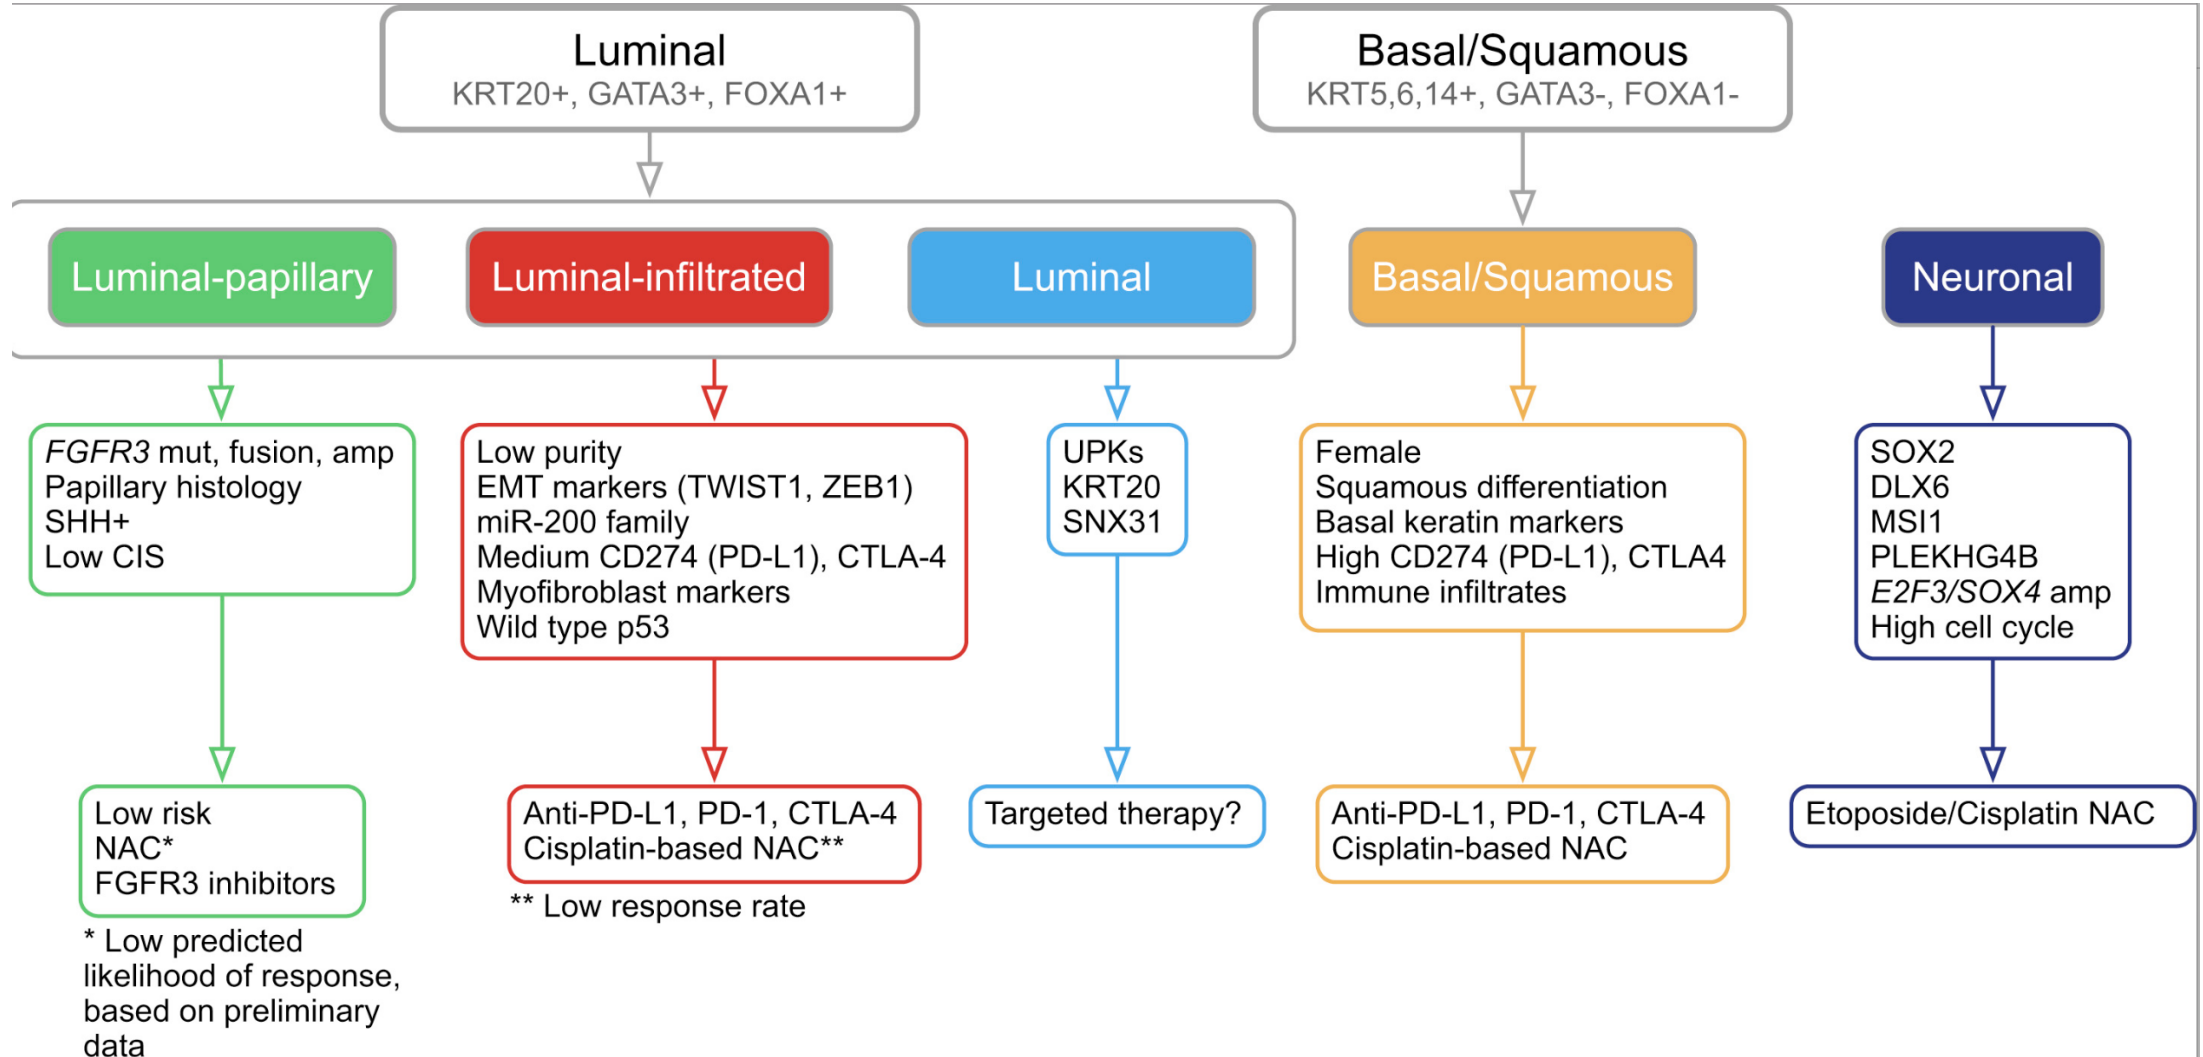 Luminal
KRT20+, GATA3+, FOXA1+
Basal/Squamous
KRT5,6,14+, GATA3-, FOXA1-
Luminal-papillary
Luminal-infiltrated
Luminal
Basal/Squamous
Neuronal
FGFR3 mut, fusion, amp
Papillary histology
SHH+
Low CIS
Low purity
EMT markers (TWIST1, ZEB1)
miR-200 family
Medium CD274 (PD-L1), CTLA-4
Myofibroblast markers
Wild type p53
UPKs
KRT20
SNX31
Female
Squamous differentiation
Basal keratin markers
High CD274 (PD-L1), CTLA4
Immune infiltrates
SOX2
DLX6
MSI1
PLEKHG4B
E2F3/SOX4 amp
High cell cycle
Low risk
NAC*
FGFR3 inhibitors
* Low predicted
likelihood of response,
based on preliminary
data
Anti-PD-L1, PD-1, CTLA-4
Cisplatin-based NAC**
** Low response rate
Targeted therapy?
Anti-PD-L1, PD-1, CTLA-4
Cisplatin-based NAC
Etoposide/Cisplatin NAC